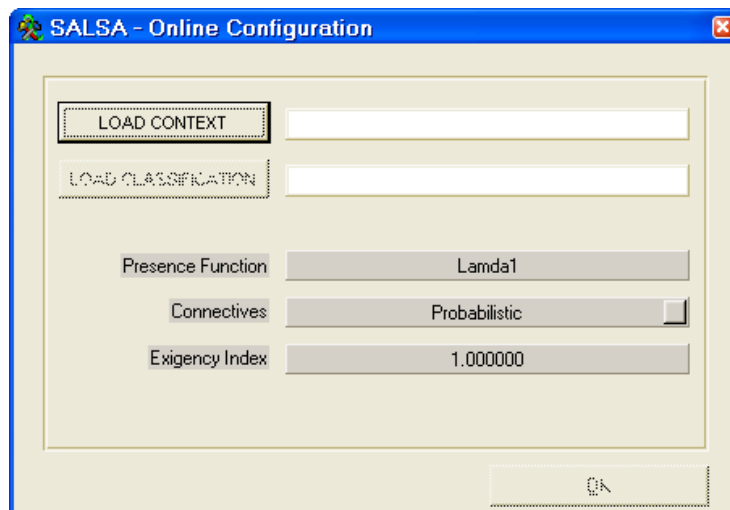 SALSA - Online Configuration
LOAD CONTEXT
LOAD CLASSIFICATION
Presence Function Lamda1
Connectives Probabilistic
Exigency Index 1.000000
OK